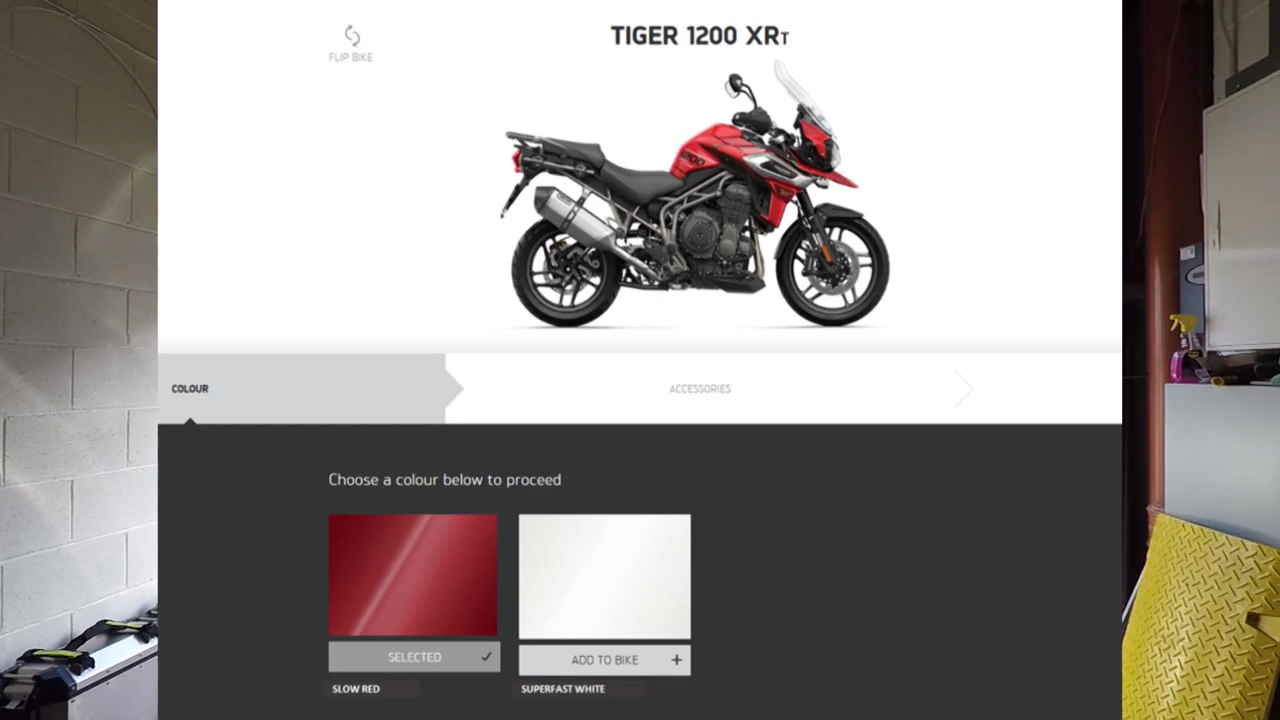 FLIP BIKE
TIGER 1200 XRT
COLOUR
ACCESSORIES
Choose a colour below to proceed
SELECTED
ADD TO BIKE +
SLOW RED
SUPERFAST WHITE